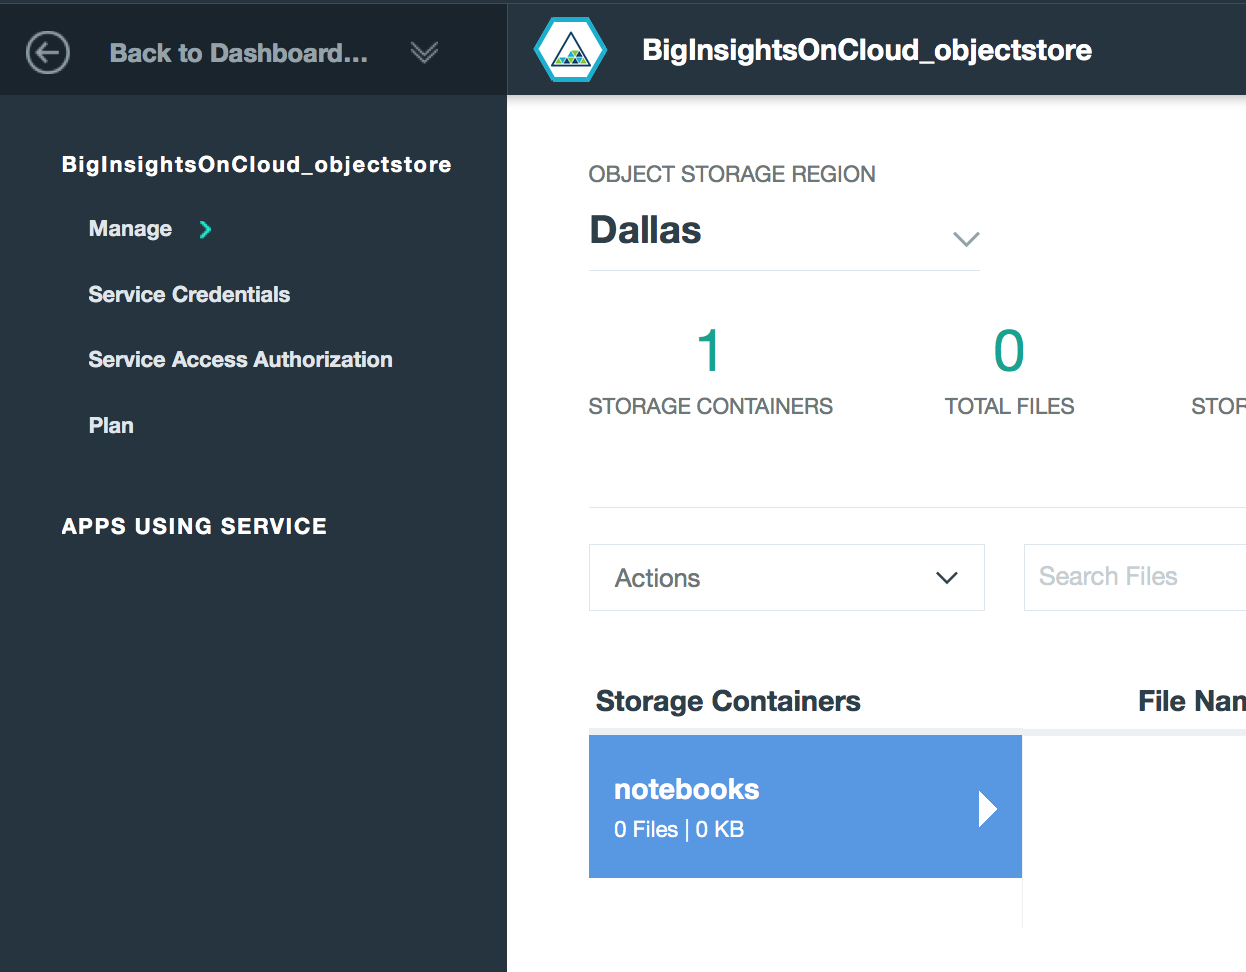 Back to Dashboard...
BigInsightsOnCloud_objectstore
BigInsightsOnCloud_objectstore
Manage
Service Credentials
Service Access Authorization
Plan
APPS USING SERVICE
OBJECT STORAGE REGION
Dallas
1
0
STORAGE CONTAINERS
TOTAL FILES
STOR
Actions
Search Files
Storage Containers
File Nan
notebooks
0 Files | 0 KB